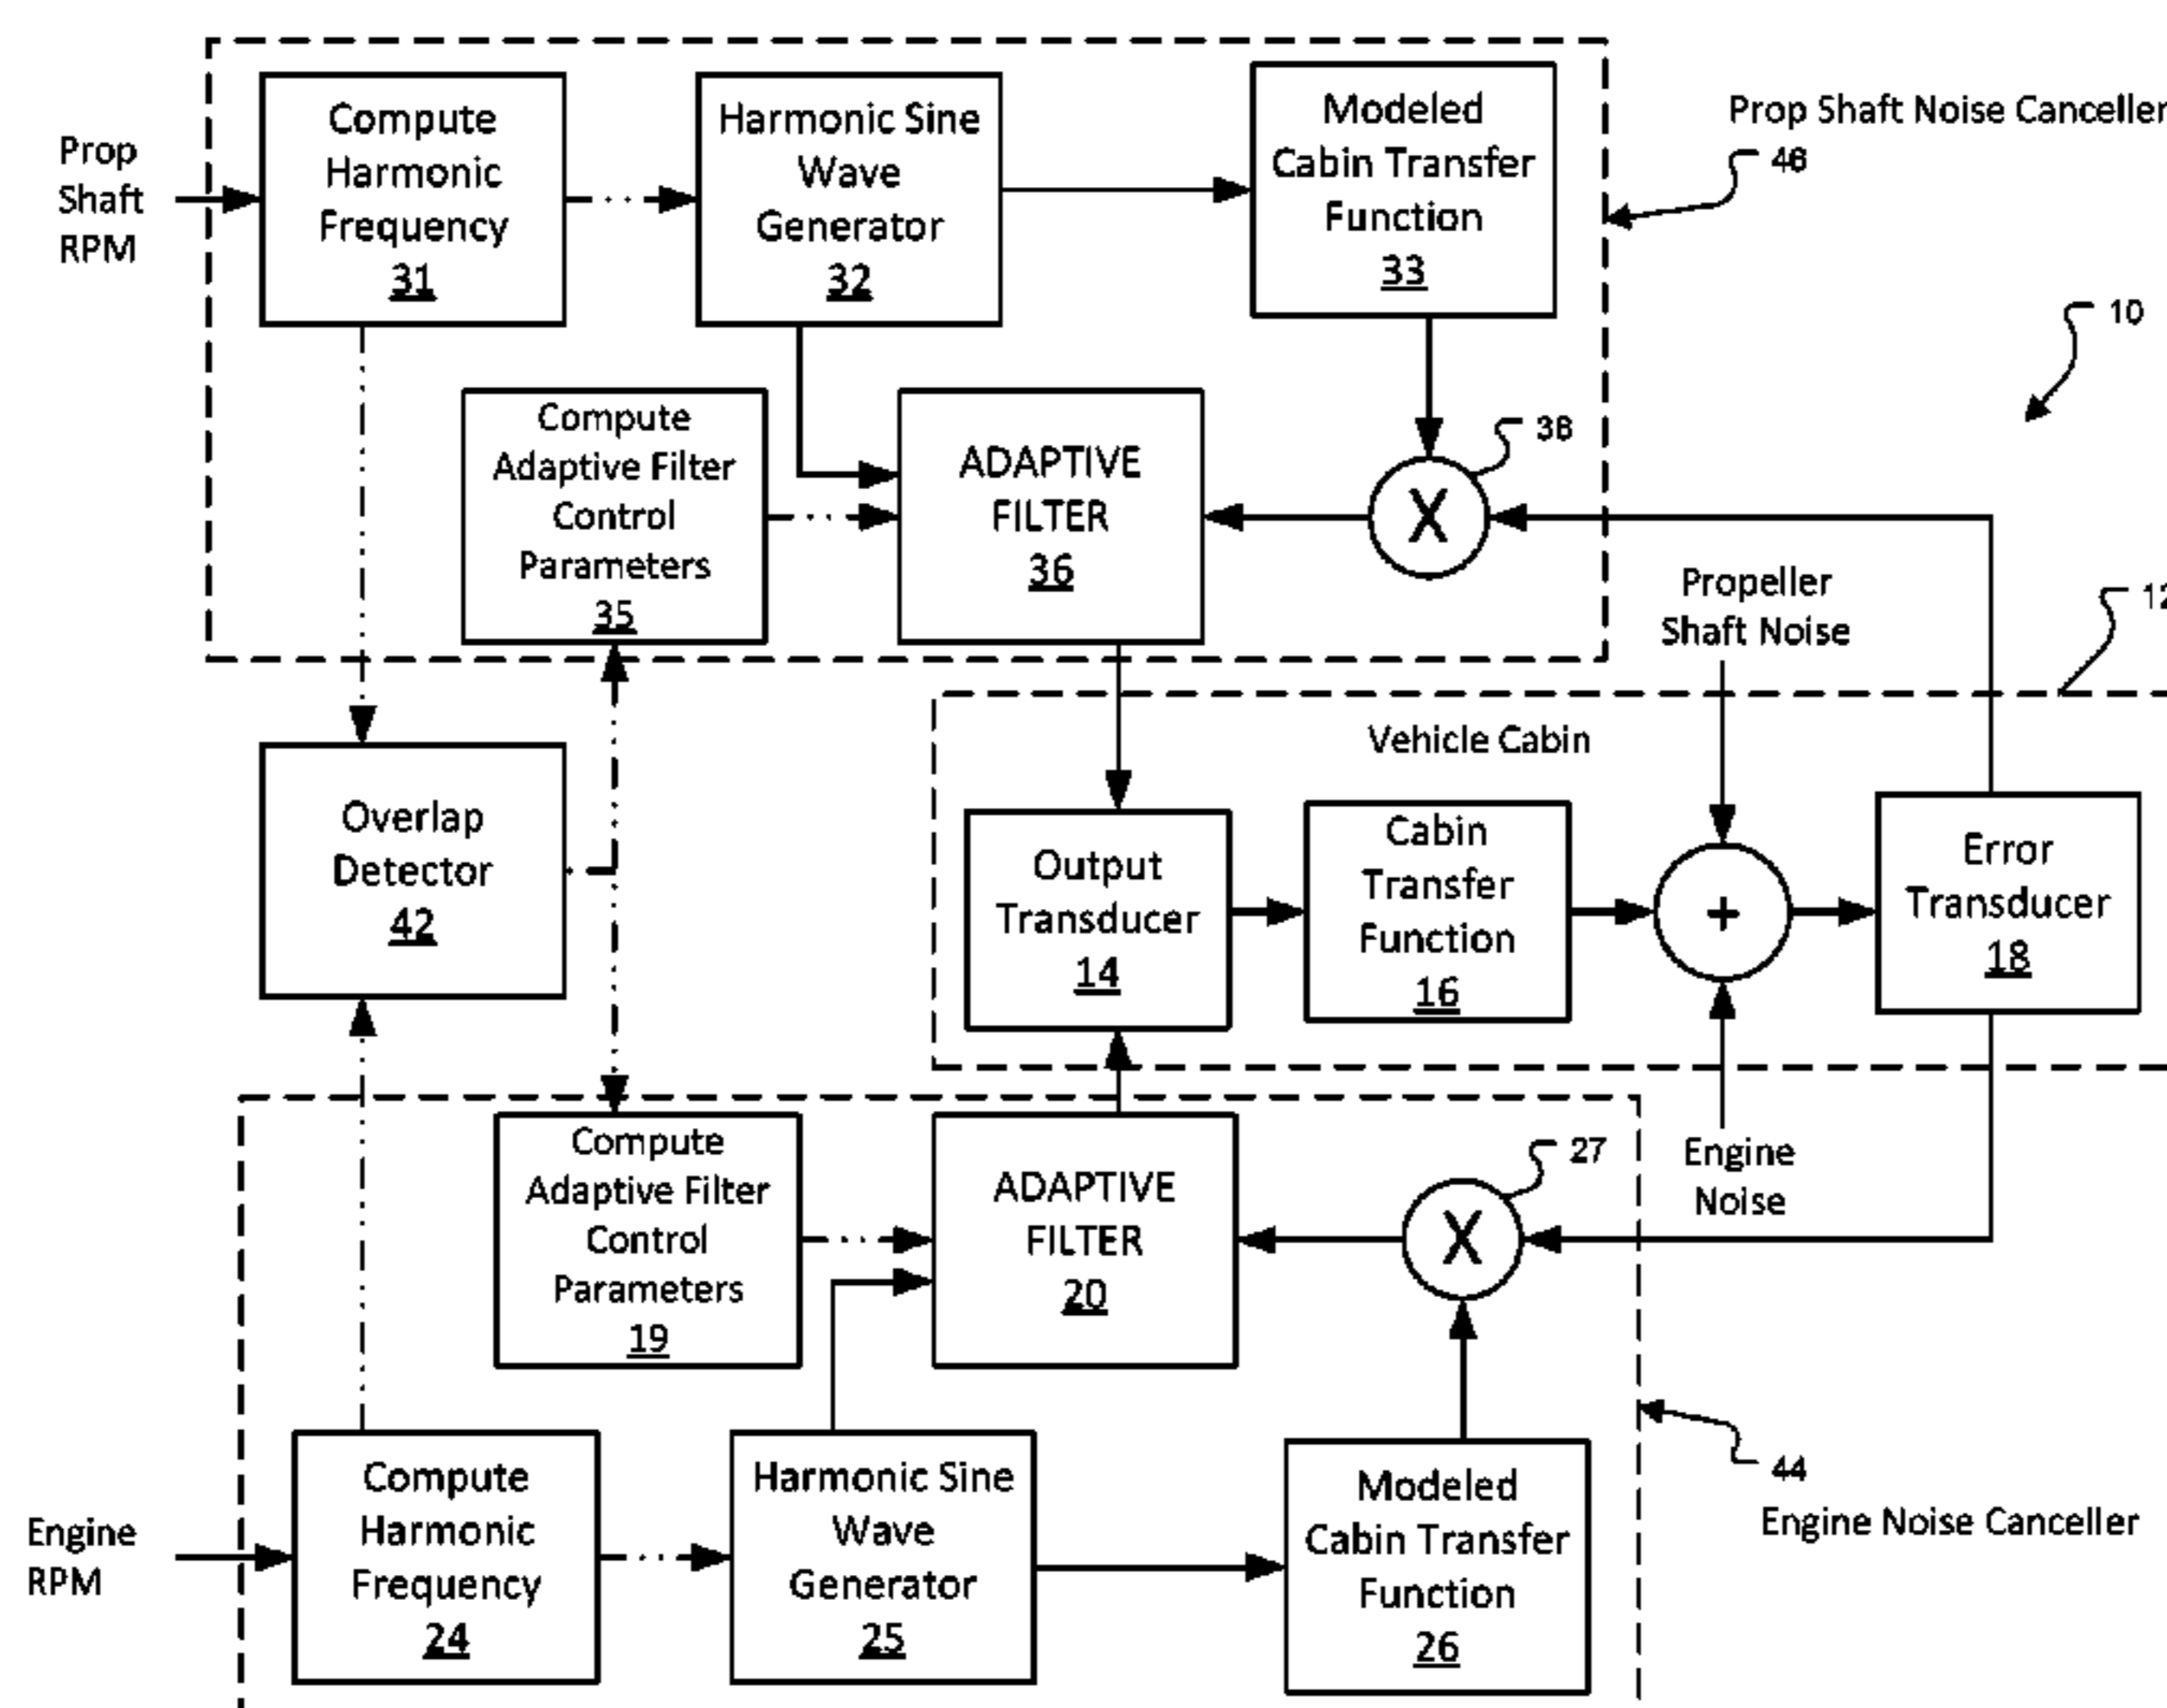 Prop
Shaft
RPM
Compute
Harmonic
Frequency
31
Harmonic Sine
Wave
Generator
32
Modeled
Cabin Transfer
Function
33
Prop Shaft Noise Canceller
46
10
Compute
Adaptive Filter
Control
Parameters
35
ADAPTIVE
FILTER
36
X
38
Propeller
Shaft Noise
12
Overlap
Detector
42
Vehicle Cabin
Output
Transducer
14
Cabin
Transfer
Function
16
+
Error
Transducer
18
Compute
Adaptive Filter
Control
Parameters
19
ADAPTIVE
FILTER
20
X
27
Engine
Noise
Engine
RPM
Compute
Harmonic
Frequency
24
Harmonic Sine
Wave
Generator
25
Modeled
Cabin Transfer
Function
26
44
Engine Noise Canceller